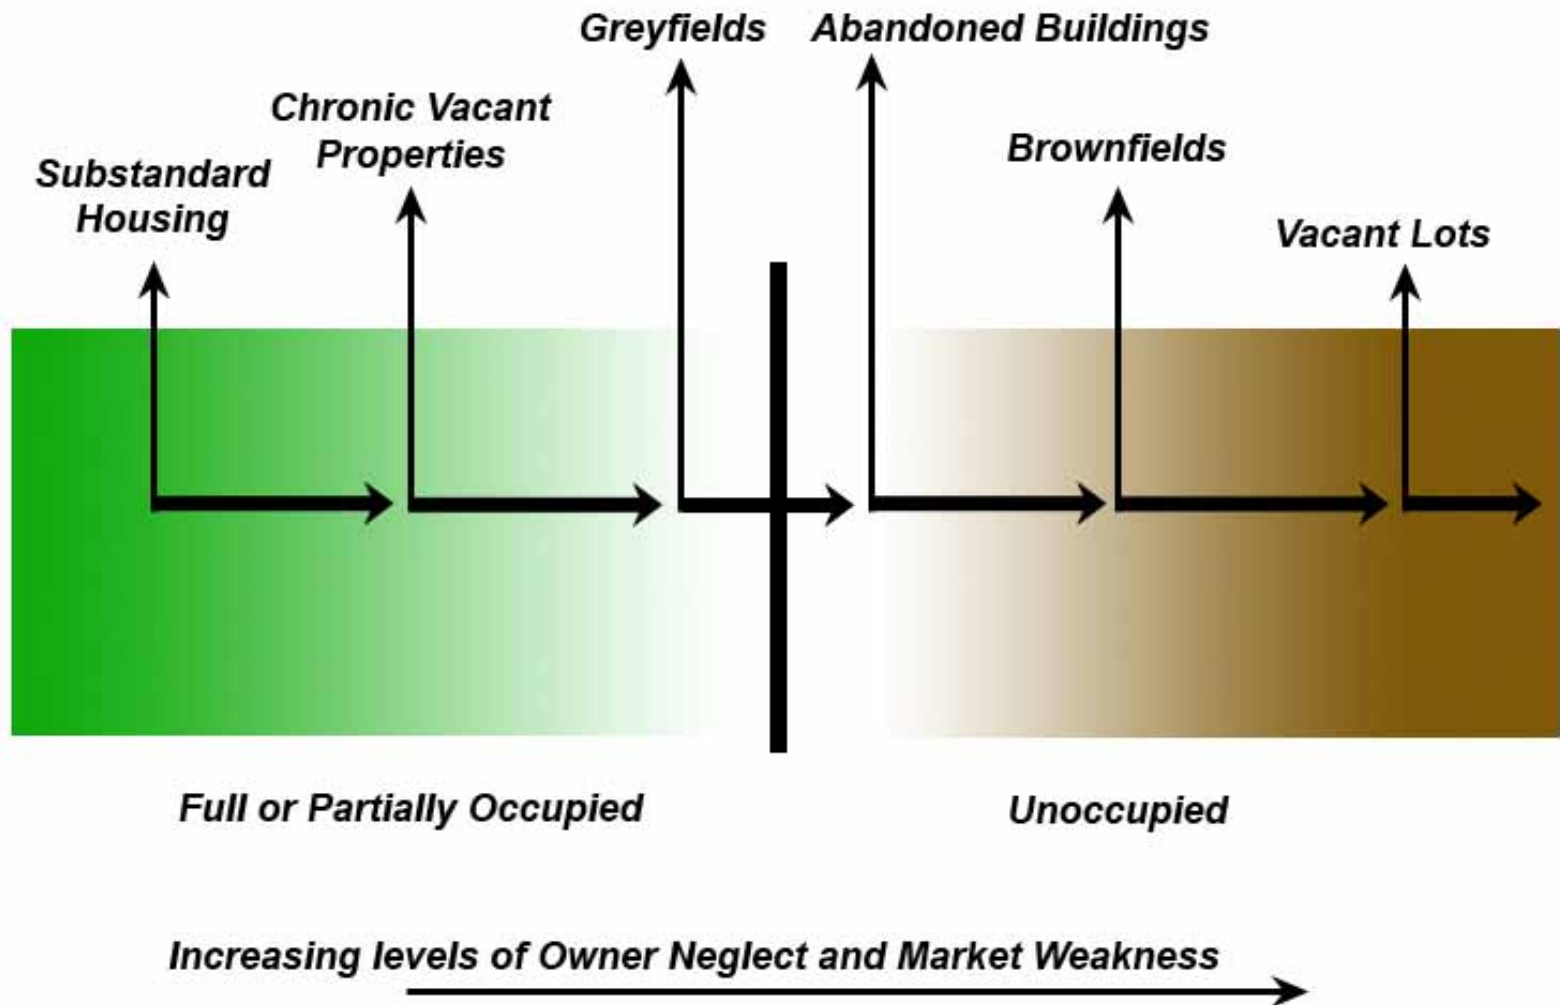 Greyfields
Abandoned Buildings
Chronic Vacant
Properties
Brownfields
Substandard
Housing
Vacant Lots
Full or Partially Occupied
Unoccupied
Increasing levels of Owner Neglect and Market Weakness